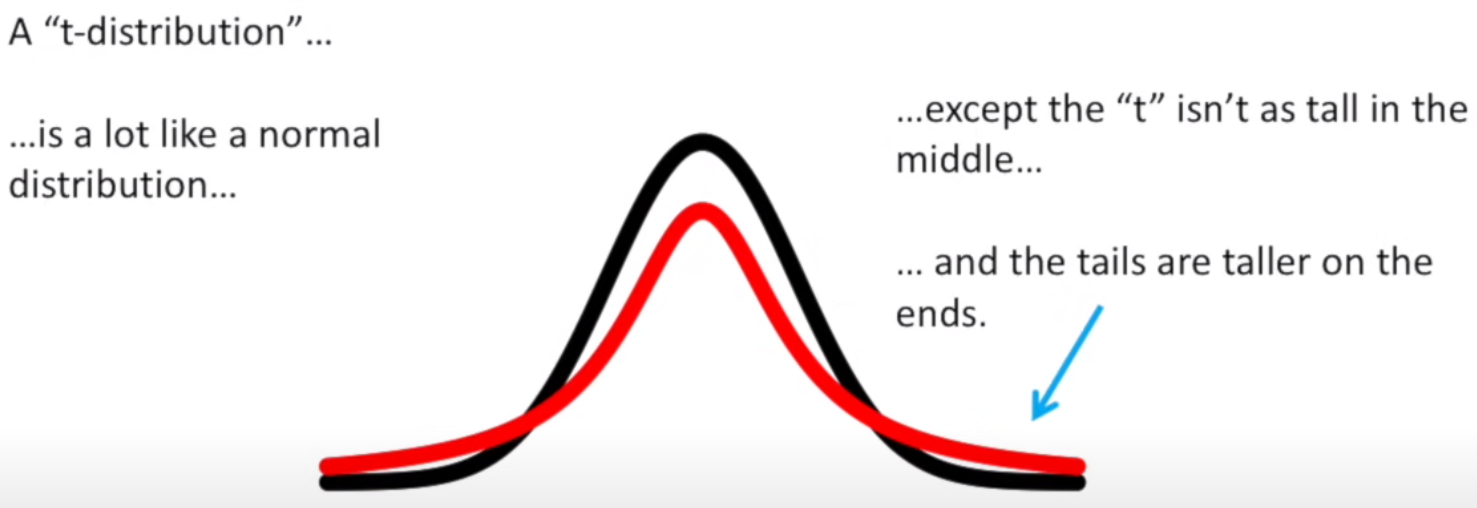 A “t-distribution”...
...is a lot like a normal
distribution...
...except the “t” isn’t as tall in the
middle...
... and the tails are taller on the
ends.